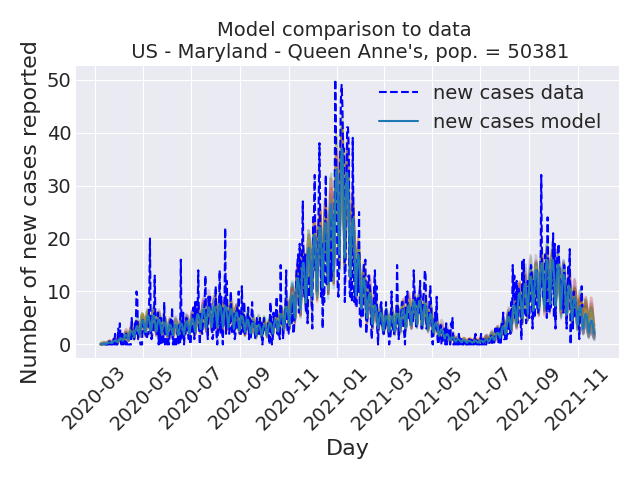 Model comparison to data
US - Maryland - Queen Anne's, pop. = 50381
Number of new cases reported
50
40
30
20
10
0
new cases data
new cases model
2020-03
2020-05
2020-07
2020-09
2020-11
2021-01
2021-03
2021-05
2021-07
2021-09
2021-11
Day